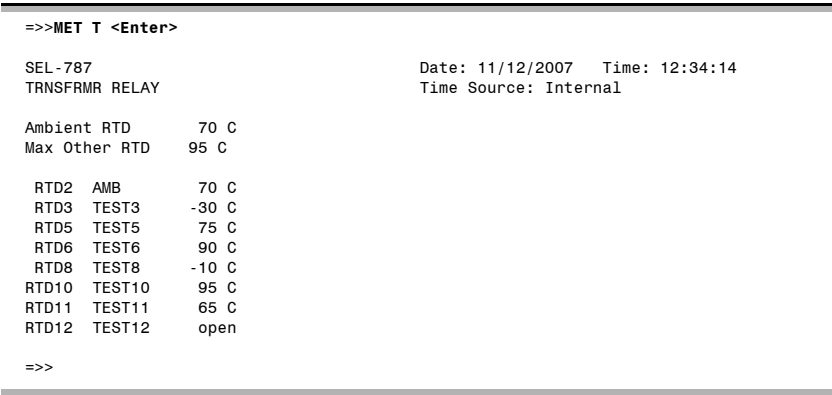 =>>MET T <Enter>
SEL-787 Date: 11/12/2007 Time: 12:34:14
TRNSFRMR RELAY Time Source: Internal
Ambient RTD 70 C
Max Other RTD 95 C
RTD2 AMB 70 C
RTD3 TEST3 -30 C
RTD5 TEST5 75 C
RTD6 TEST6 90 C
RTD8 TEST8 -10 C
RTD10 TEST10 95 C
RTD11 TEST11 65 C
RTD12 TEST12 open
=>>